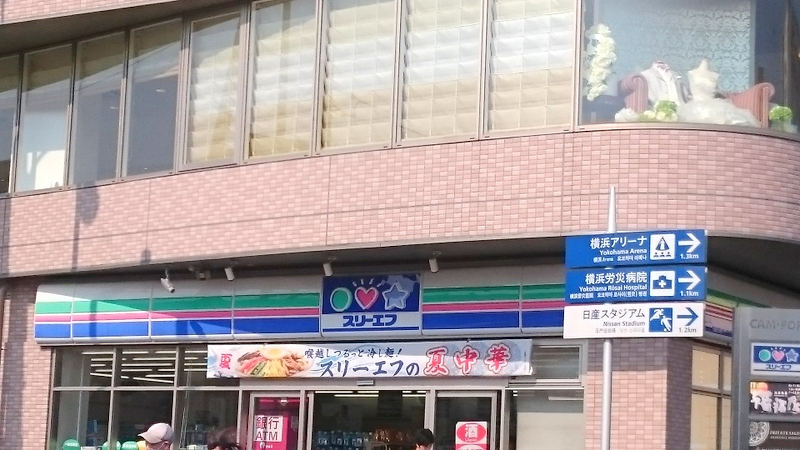 横浜アリーナ
Yokohama Arena
1.3km
横浜労災病院
Yokohama Rosai Hospital
1.1km
日産スタジアム
Nissan Stadium
1.2km
スリーエフ
喉越しつるっと冷し麺!
スリーエフの夏中華
銀行
ATM
酒
CAM-FOR
スリーエフ